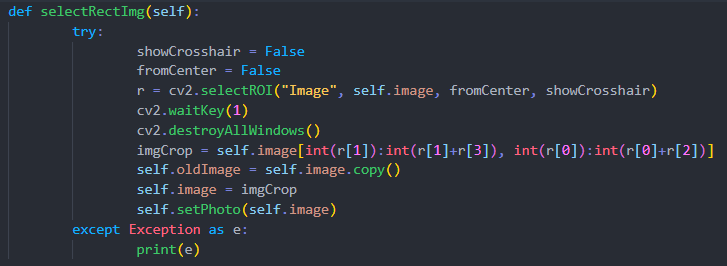 def selectRectImg(self):
try:
showCrosshair = False
fromCenter = False
r = cv2.selectROI("Image", self.image, fromCenter, showCrosshair)
cv2.waitKey(1)
cv2.destroyAllWindows()
imgCrop = self.image[int(r[1]):int(r[1]+r[3]), int(r[0]):int(r[0]+r[2])]
self.oldImage = self.image.copy()
self.image = imgCrop
self.setPhoto(self.image)
except Exception as e:
print(e)